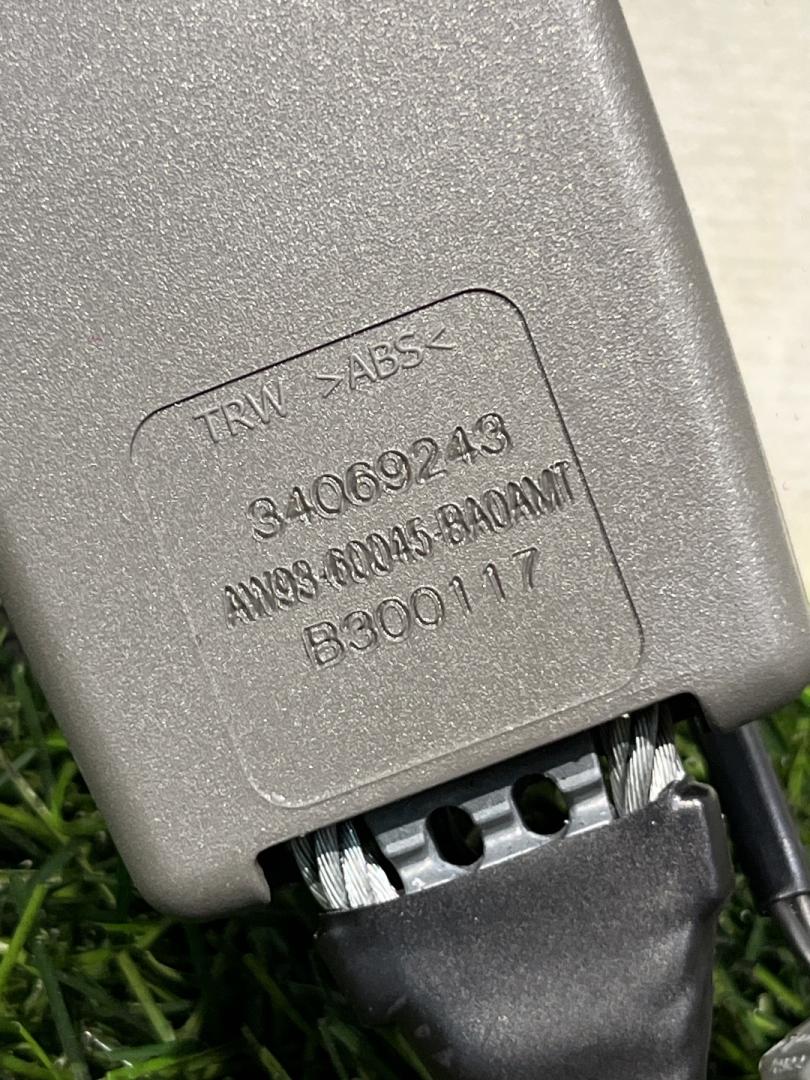 TRW >ABS<
34069243
AW93-60045-BA0AMT
B300117